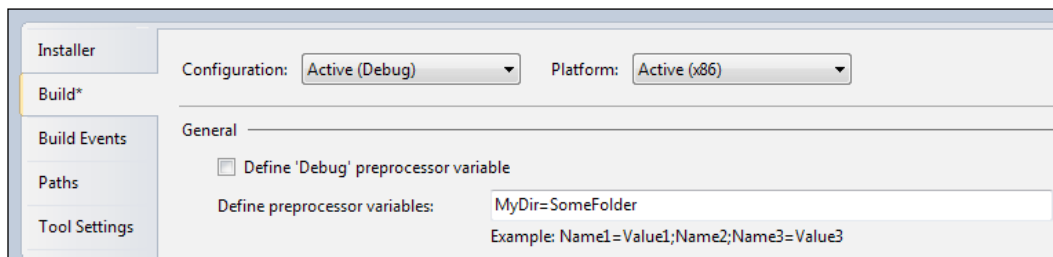 Installer
Configuration: Active (Debug) Platform: Active (x86)
Build*
General
Build Events
Define 'Debug' preprocessor variable
Paths
Define preprocessor variables: MyDir=SomeFolder
Tool Settings
Example: Name1=Value1;Name2;Name3=Value3